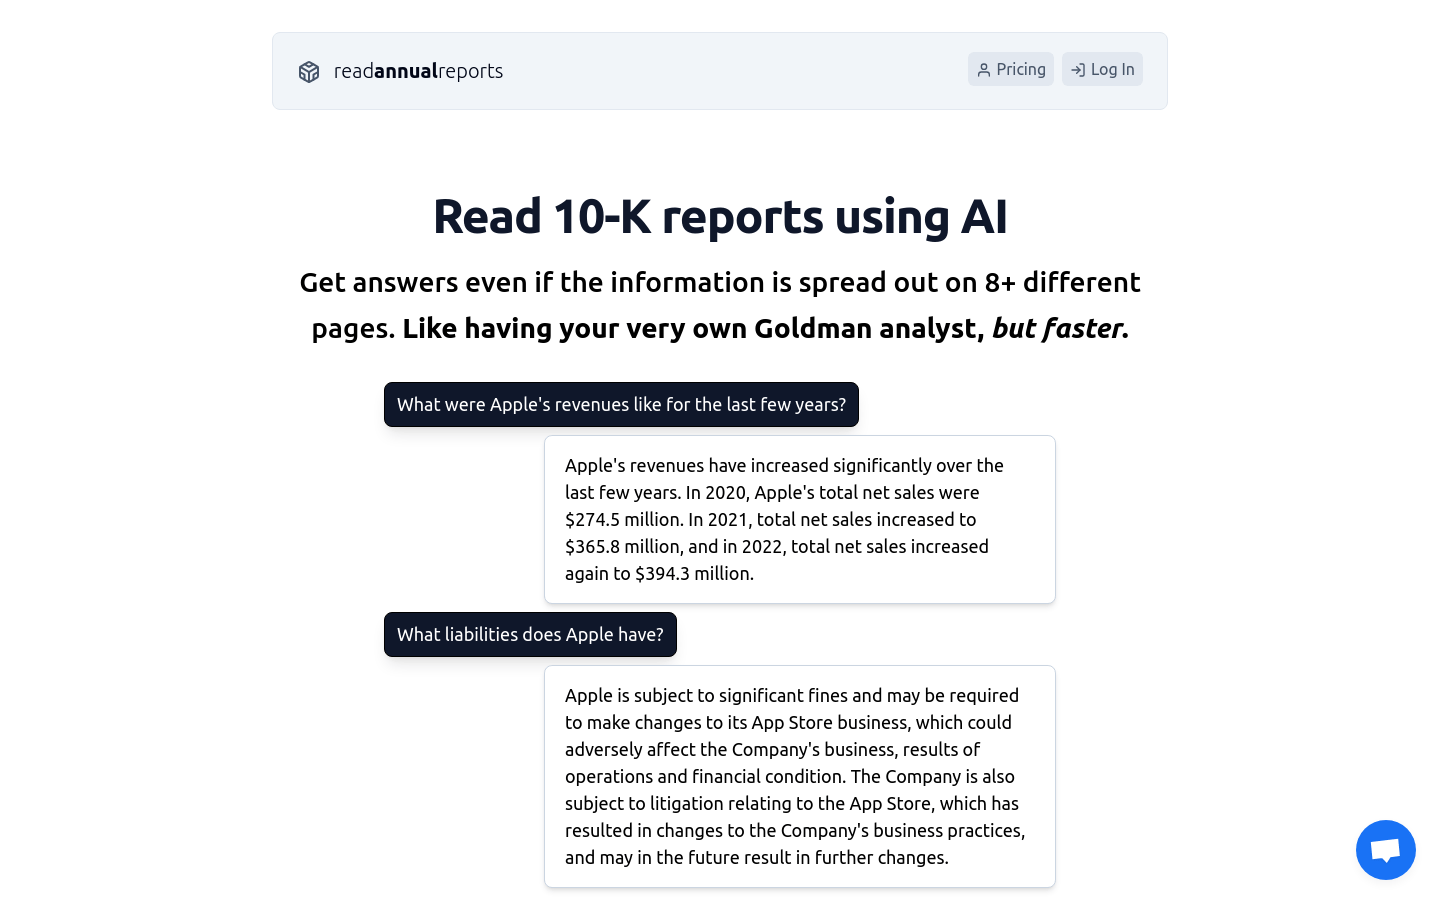 readannualreports
Pricing
Log In
Read 10-K reports using AI
Get answers even if the information is spread out on 8+ different
pages. Like having your very own Goldman analyst, but faster.
What were Apple's revenues like for the last few years?
Apple's revenues have increased significantly over the
last few years. In 2020, Apple's total net sales were
$274.5 million. In 2021, total net sales increased to
$365.8 million, and in 2022, total net sales increased
again to $394.3 million.
What liabilities does Apple have?
Apple is subject to significant fines and may be required
to make changes to its App Store business, which could
adversely affect the Company's business, results of
operations and financial condition. The Company is also
subject to litigation relating to the App Store, which has
resulted in changes to the Company's business practices,
and may in the future result in further changes.